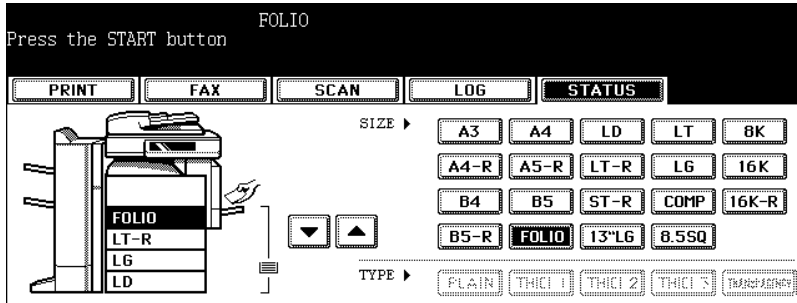 FOLIO
Press the START button
PRINT FAX SCAN LOG STATUS
SIZE A3 A4 LD LT 8K
A4-R A5-R LT-R LG 16K
B4 B5 ST-R COMP 16K-R
B5-R FOLIO 13"LG 8.5SQ
FOLIO
LT-R
LG
LD
TYPE PLAIN THICK 1 THICK 2 THICK 3 TRANSPARENCY